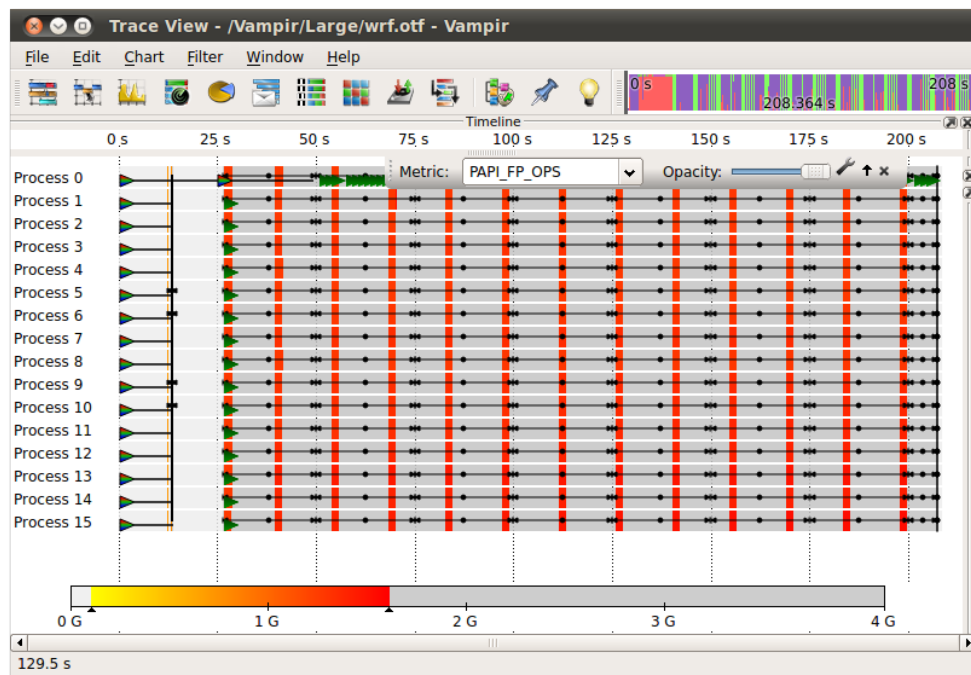 Trace View - /Vampir/Large/wrf.otf - Vampir
File Edit Chart Filter Window Help
0 s 208 s
208.364 s
Timeline
0 s 25 s 50 s 75 s 100 s 125 s 150 s 175 s 200 s
Metric: PAPI_FP_OPS Opacity:
Process 0
Process 1
Process 2
Process 3
Process 4
Process 5
Process 6
Process 7
Process 8
Process 9
Process 10
Process 11
Process 12
Process 13
Process 14
Process 15
0 G 1 G 2 G 3 G 4 G
129.5 s